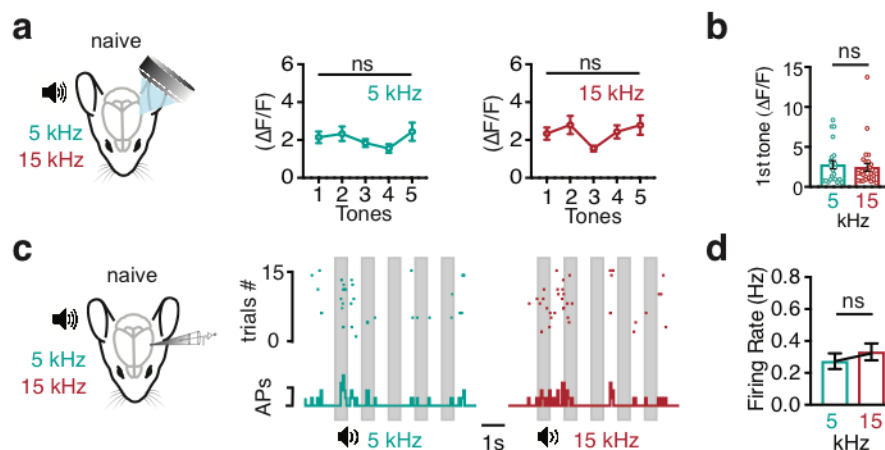 a
naive
5 kHz
15 kHz
6
4
2
0
(ΔF/F)
ns
5 kHz
1 2 3 4 5
Tones
6
4
2
0
(ΔF/F)
ns
15 kHz
1 2 3 4 5
Tones
b
ns
15
10
5
0
1st tone (ΔF/F)
5 15
kHz
c
naive
5 kHz
15 kHz
15
0
trials #
APs
5 kHz
1s
15 kHz
d
0.8
0.6
0.4
0.2
0.0
Firing Rate (Hz)
ns
5 15
kHz